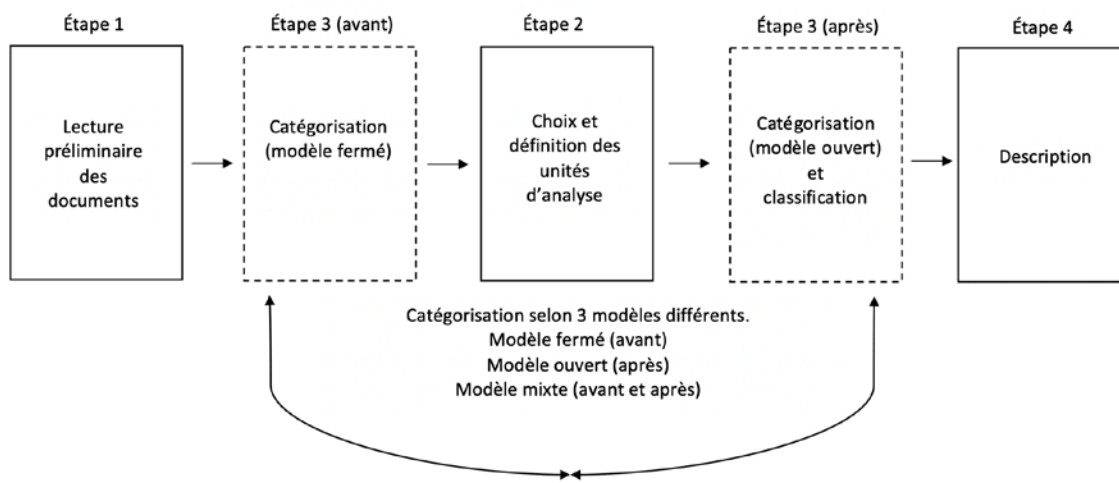 Étape 1
Étape 3 (avant)
Étape 2
Étape 3 (après)
Étape 4
Lecture
préliminaire
des
documents
Catégorisation
(modèle fermé)
Choix et
définition des
unités
d’analyse
Catégorisation
(modèle ouvert)
et
classification
Description
Catégorisation selon 3 modèles différents.
Modèle fermé (avant)
Modèle ouvert (après)
Modèle mixte (avant et après)